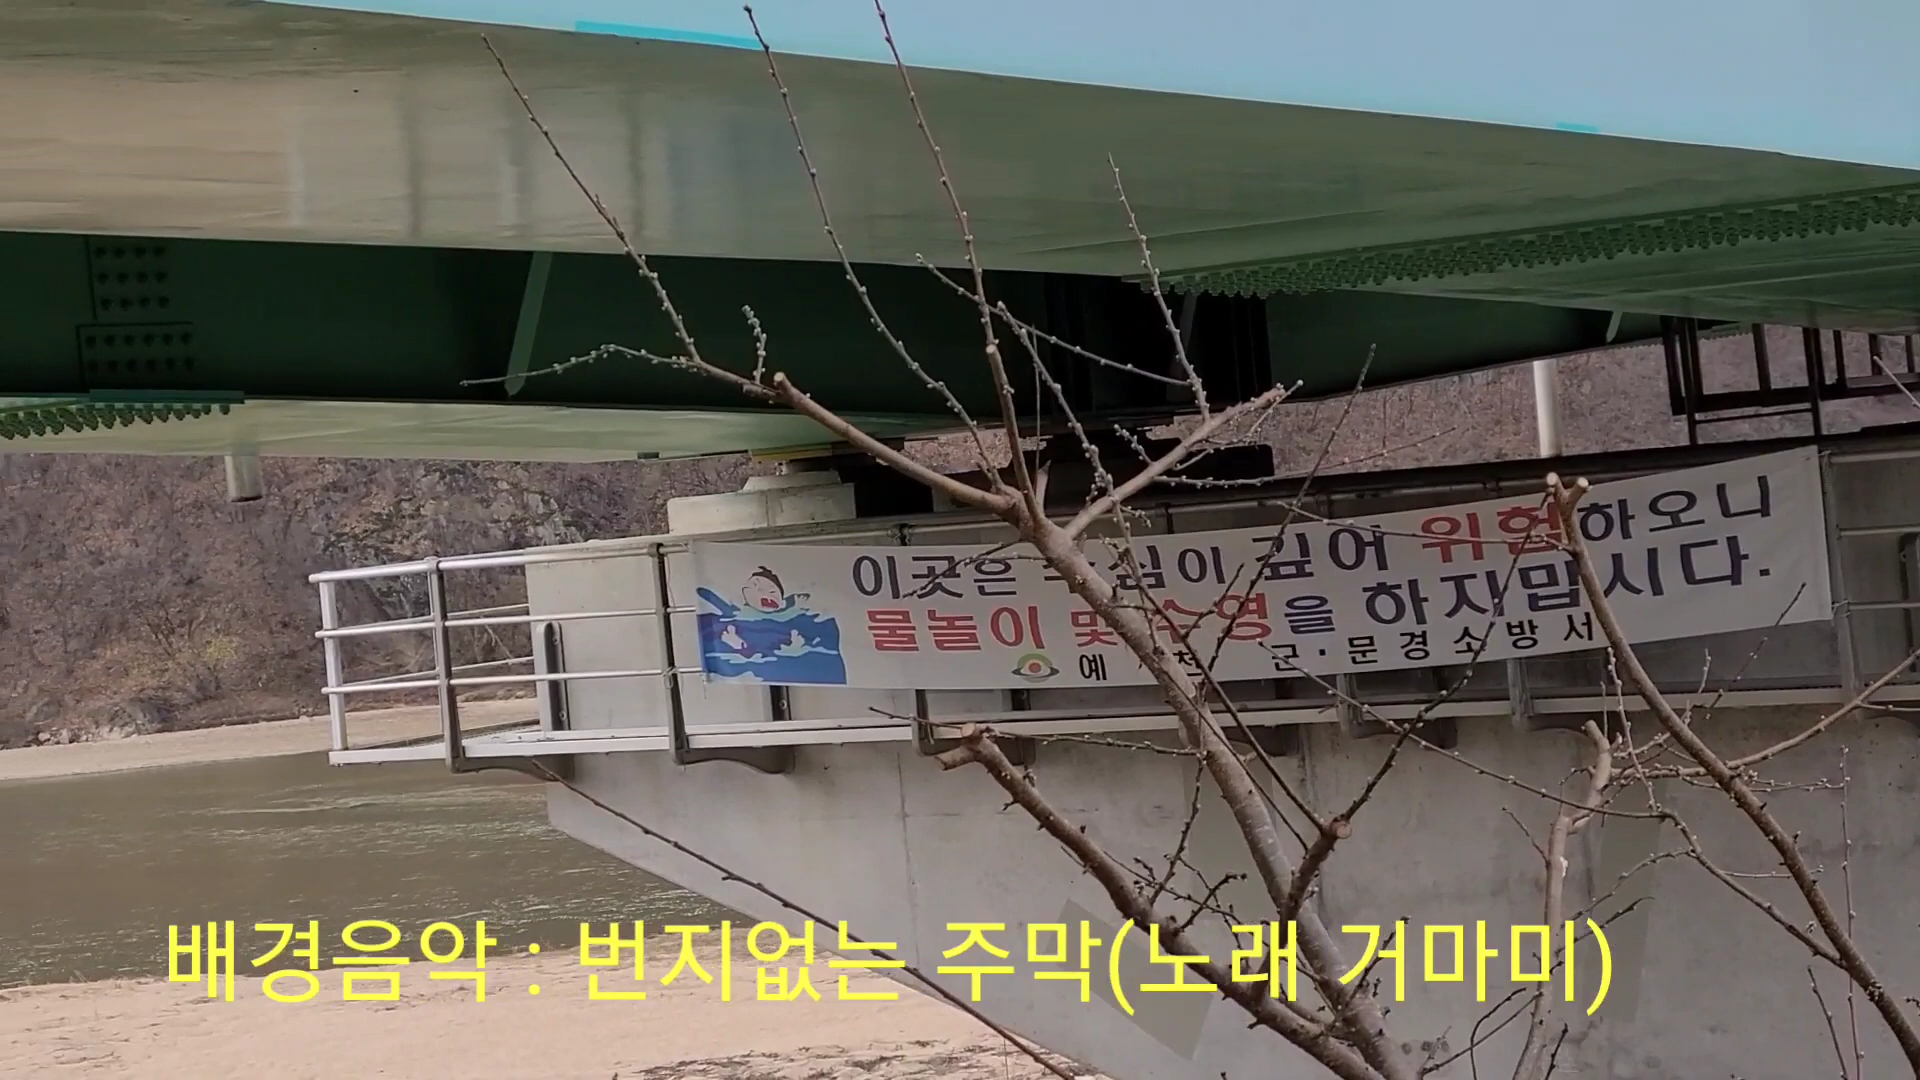 이곳은 수심이 깊어 위험하오니
물놀이 및 수영을 하지맙시다.
예천군·문경소방서
배경음악 : 번지없는 주막(노래 거마미)